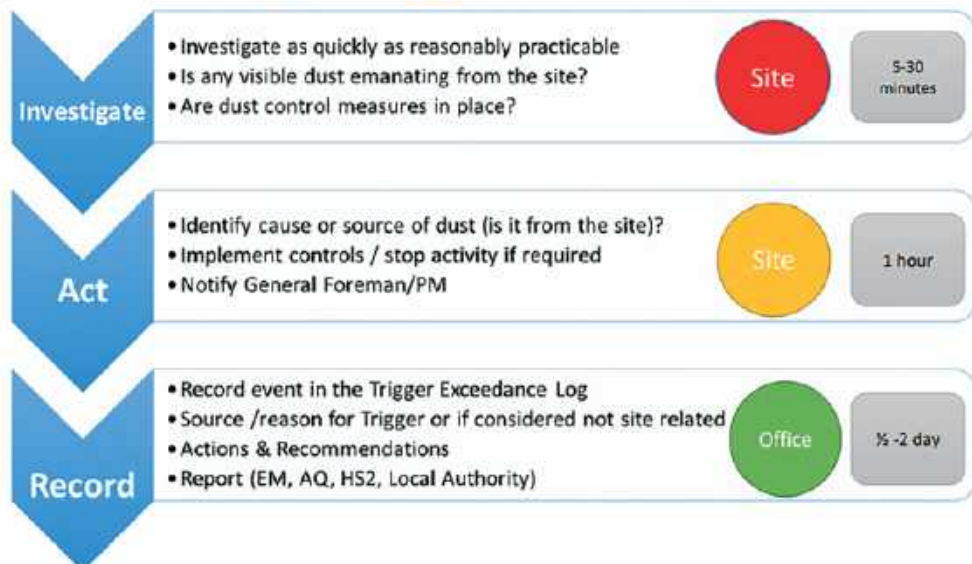 Investigate
• Investigate as quickly as reasonably practicable
• Is any visible dust emanating from the site?
• Are dust control measures in place?
Site
5-30
minutes
Act
• Identify cause or source of dust (is it from the site)?
• Implement controls / stop activity if required
• Notify General Foreman/PM
Site
1 hour
Record
• Record event in the Trigger Exceedance Log
• Source /reason for Trigger or if considered not site related
• Actions & Recommendations
• Report (EM, AQ, HS2, Local Authority)
Office
½ -2 day